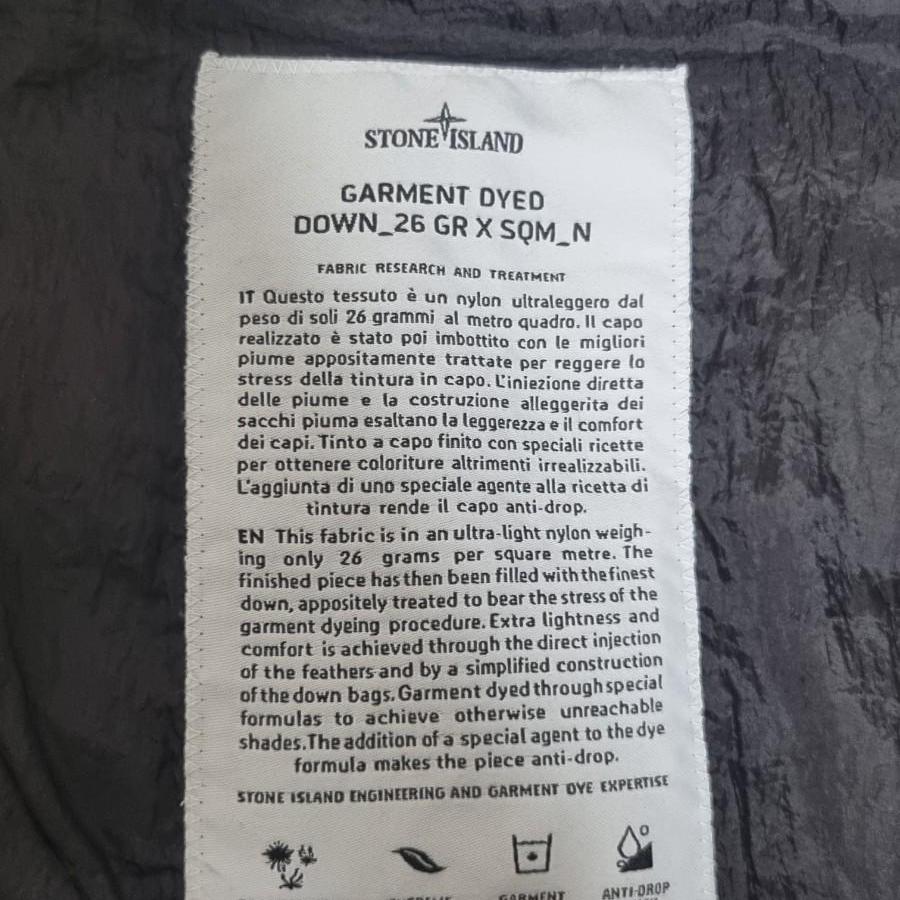 STONE ISLAND
GARMENT DYED
DOWN_26 GR X SQM_N
FABRIC RESEARCH AND TREATMENT
IT Questo tessuto è un nylon ultraleggero dal
peso di soli 26 grammi al metro quadro. Il capo
realizzato è stato poi imbottito con le migliori
piume appositamente trattate per reggere lo
stress della tintura in capo. L'iniezione diretta
delle piume e la costruzione alleggerita dei
sacchi piuma esaltano la leggerezza e il comfort
dei capi. Tinto a capo finito con speciali ricette
per ottenere coloriture altrimenti irrealizzabili.
L'aggiunta di uno speciale agente alla ricetta di
tintura rende il capo anti-drop.
EN This fabric is in an ultra-light nylon weigh-
ing only 26 grams per square metre. The
finished piece has then been filled with the finest
down, appositely treated to bear the stress of the
garment dyeing procedure. Extra lightness and
comfort is achieved through the direct injection
of the feathers and by a simplified construction
of the down bags. Garment dyed through special
formulas to achieve otherwise unreachable
shades. The addition of a special agent to the dye
formula makes the piece anti-drop.
STONE ISLAND ENGINEERING AND GARMENT DYE EXPERTISE
GARMENT
ANTI-DROP